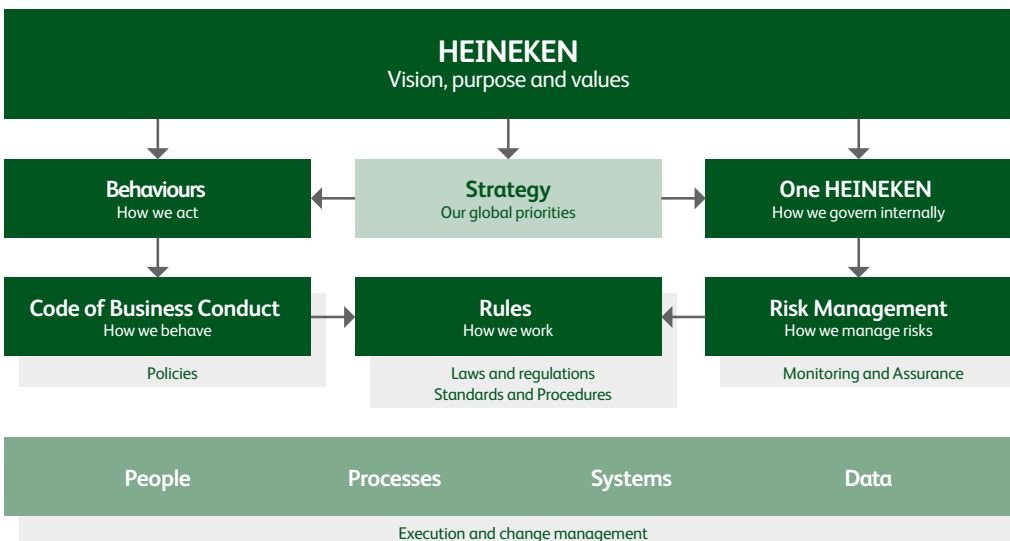 HEINEKEN
Vision, purpose and values
Behaviours
How we act
Strategy
Our global priorities
One HEINEKEN
How we govern internally
Code of Business Conduct
How we behave
Rules
How we work
Risk Management
How we manage risks
Policies
Laws and regulations
Standards and Procedures
Monitoring and Assurance
People
Processes
Systems
Data
Execution and change management